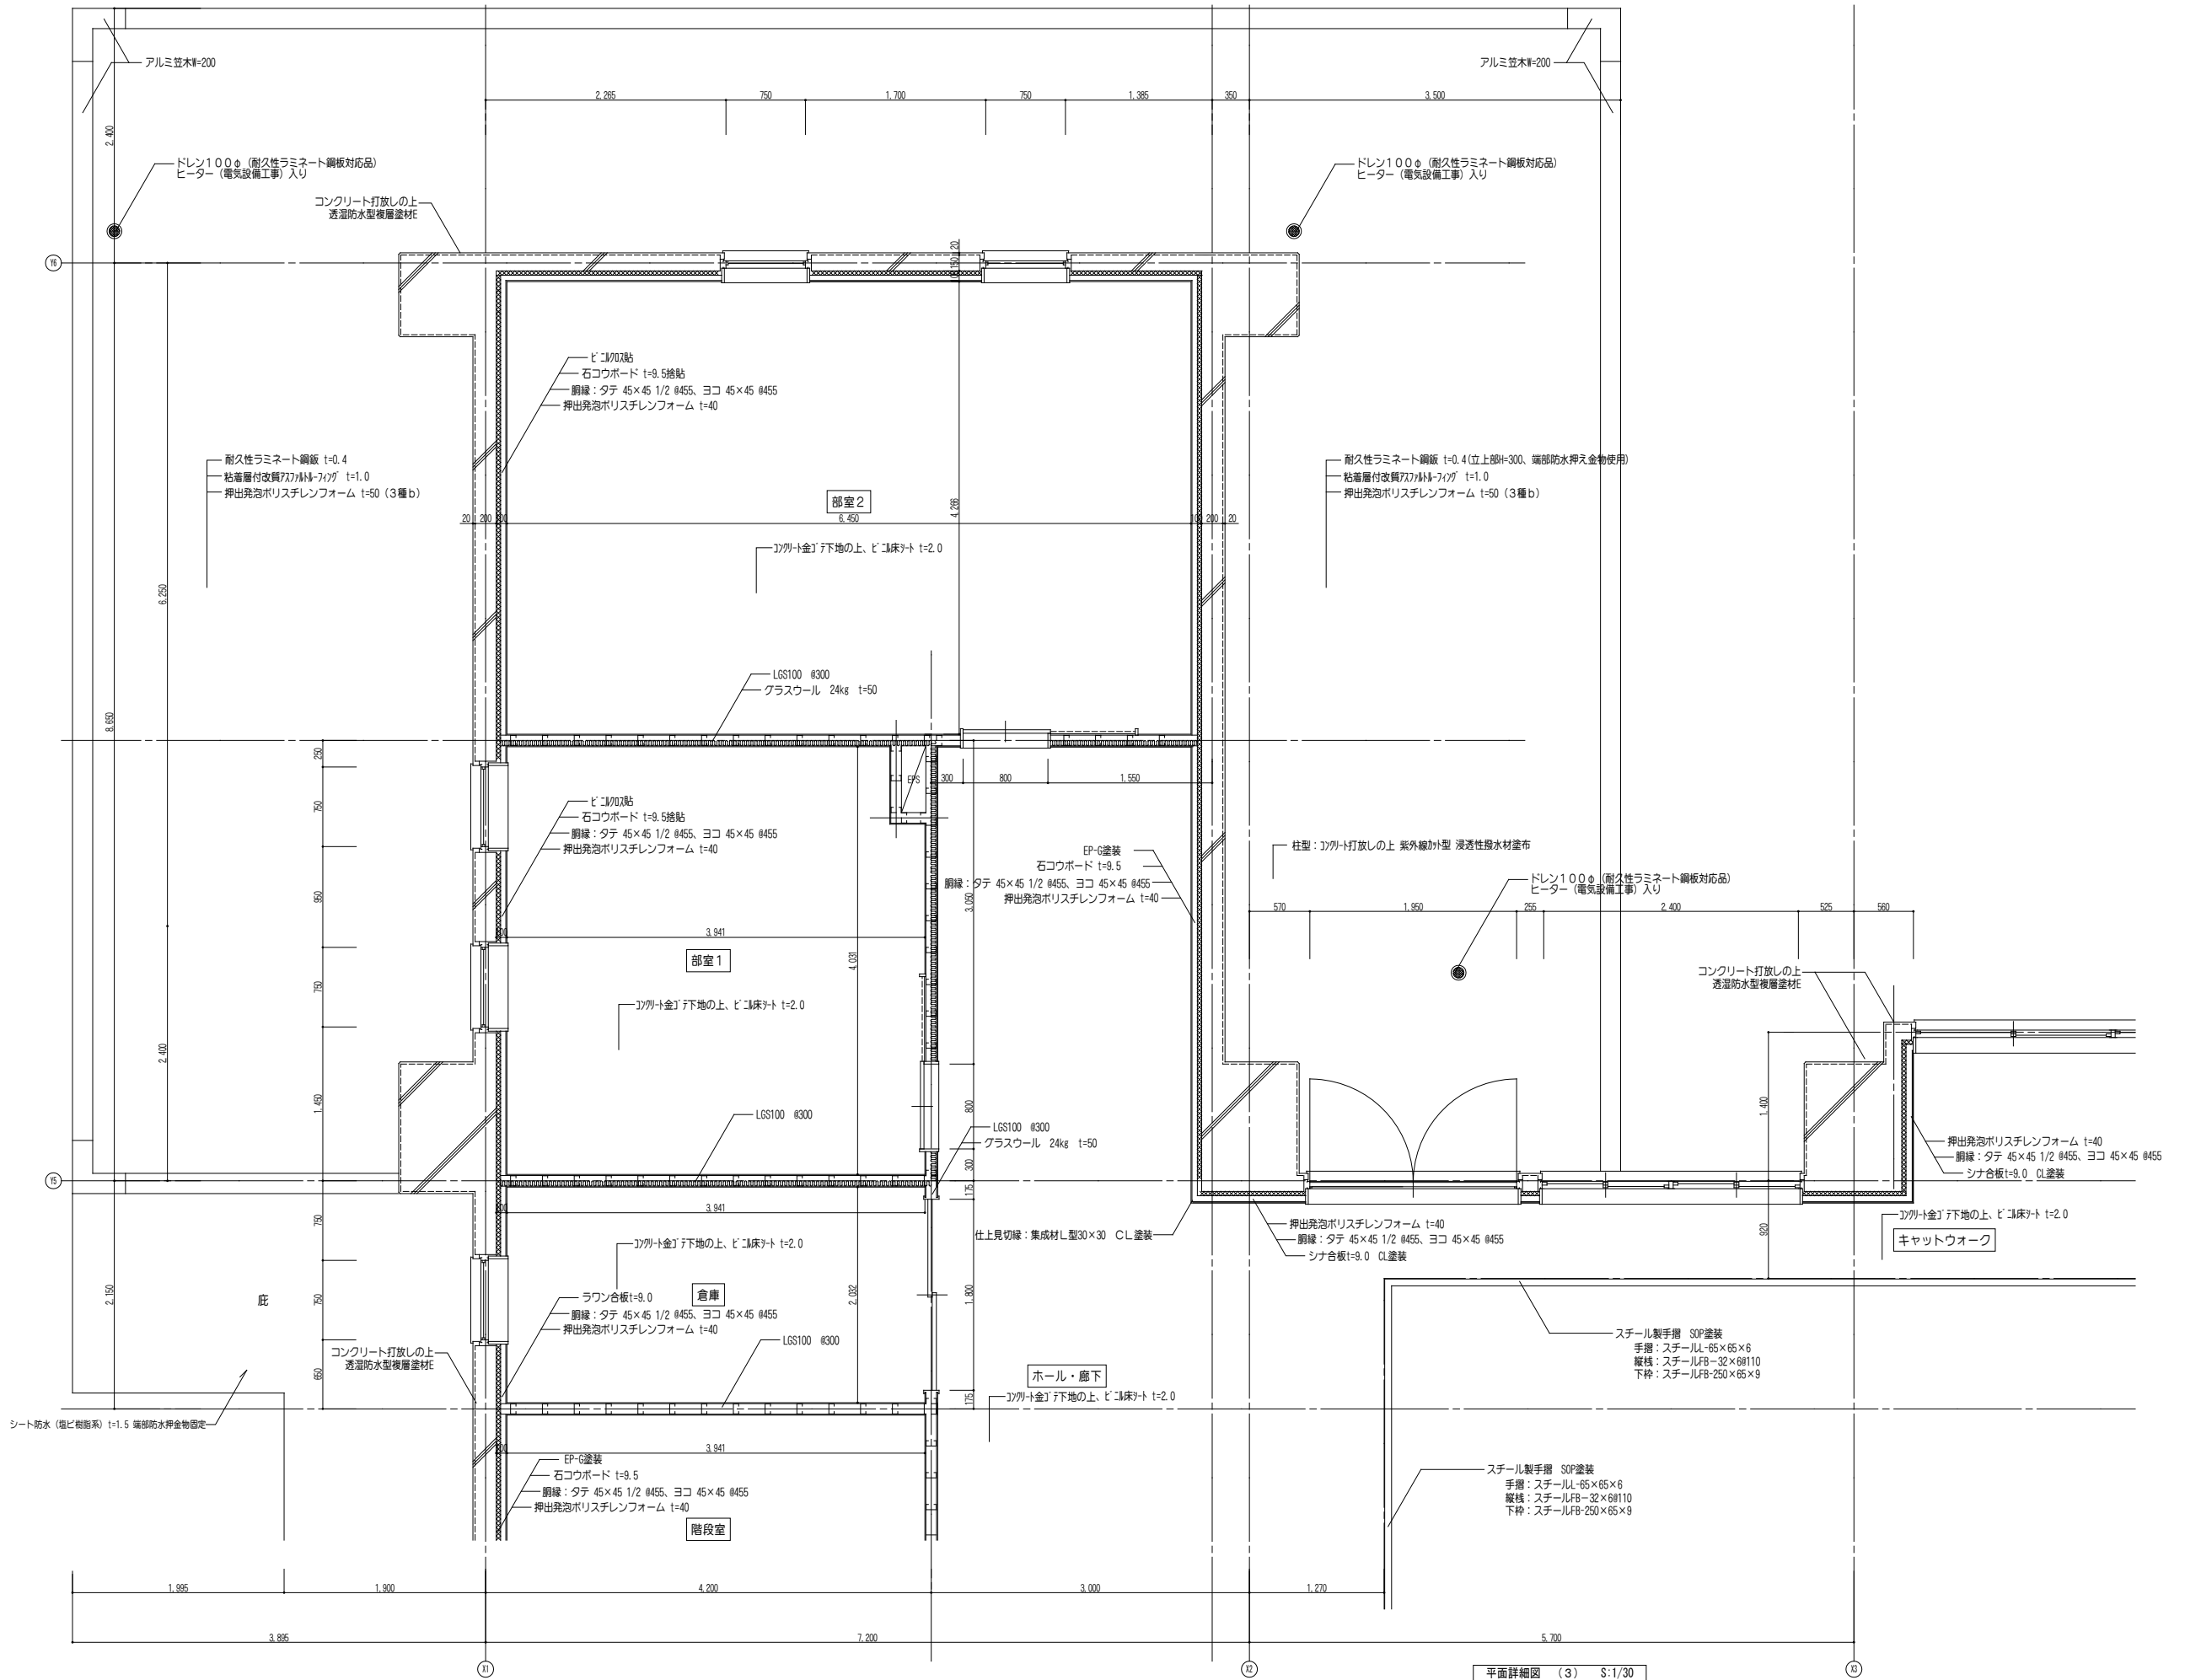 アルミ笠木W=200
アルミ笠木W=200
2,265
750
1,700
750
1,385
350
3,500
2,400
ドレン100φ（耐久性ラミネート鋼板対応品）
ヒーター（電気設備工事）入り
ドレン100φ（耐久性ラミネート鋼板対応品）
ヒーター（電気設備工事）入り
コンクリート打放しの上
透湿防水型複層塗材E
Y6
120
150
ビニルクロス貼
石コウボード t=9.5捨貼
胴縁：タテ 45×45 1/2 @455、ヨコ 45×45 @455
押出発泡ポリスチレンフォーム t=40
耐久性ラミネート鋼鈑 t=0.4
粘着層付改質アスファルトルーフィング t=1.0
押出発泡ポリスチレンフォーム t=50（3種b）
耐久性ラミネート鋼鈑 t=0.4(立上部H=300、端部防水押え金物使用)
粘着層付改質アスファルトルーフィング t=1.0
押出発泡ポリスチレンフォーム t=50（3種b）
部室2
20
200
100
6,450
4,266
100
200
20
コンクリート金ゴテ下地の上、ビニル床シート t=2.0
6,250
8,650
LGS100 @300
グラスウール 24kg t=50
250
EPS
300
800
1,550
750
ビニルクロス貼
石コウボード t=9.5捨貼
胴縁：タテ 45×45 1/2 @455、ヨコ 45×45 @455
押出発泡ポリスチレンフォーム t=40
EP-G塗装
石コウボード t=9.5
胴縁：タテ 45×45 1/2 @455、ヨコ 45×45 @455
押出発泡ポリスチレンフォーム t=40
柱型：コンクリート打放しの上 紫外線カット型 浸透性撥水材塗布
ドレン100φ（耐久性ラミネート鋼板対応品）
ヒーター（電気設備工事）入り
950
3,050
570
1,950
255
2,400
525
560
100
3,941
部室1
4,031
750
コンクリート打放しの上
透湿防水型複層塗材E
コンクリート金ゴテ下地の上、ビニル床シート t=2.0
2,400
1,450
800
1,400
LGS100 @300
LGS100 @300
グラスウール 24kg t=50
押出発泡ポリスチレンフォーム t=40
胴縁：タテ 45×45 1/2 @455、ヨコ 45×45 @455
シナ合板t=9.0 CL塗装
300
175
Y5
100
3,941
750
仕上見切縁：集成材L型30×30 CL塗装
押出発泡ポリスチレンフォーム t=40
胴縁：タテ 45×45 1/2 @455、ヨコ 45×45 @455
シナ合板t=9.0 CL塗装
920
コンクリート金ゴテ下地の上、ビニル床シート t=2.0
キャットウォーク
コンクリート金ゴテ下地の上、ビニル床シート t=2.0
2,150
庇
750
倉庫
2,032
1,800
ラワン合板t=9.0
胴縁：タテ 45×45 1/2 @455、ヨコ 45×45 @455
押出発泡ポリスチレンフォーム t=40
LGS100 @300
コンクリート打放しの上
透湿防水型複層塗材E
650
スチール製手摺 SOP塗装
手摺：スチールL-65×65×6
縦桟：スチールFB-32×6@110
下枠：スチールFB-250×65×9
ホール・廊下
コンクリート金ゴテ下地の上、ビニル床シート t=2.0
175
シート防水（塩ビ樹脂系）t=1.5 端部防水押金物固定
100
3,941
EP-G塗装
石コウボード t=9.5
胴縁：タテ 45×45 1/2 @455、ヨコ 45×45 @455
押出発泡ポリスチレンフォーム t=40
階段室
スチール製手摺 SOP塗装
手摺：スチールL-65×65×6
縦桟：スチールFB-32×6@110
下枠：スチールFB-250×65×9
1,995
1,900
4,200
3,000
1,270
3,895
7,200
5,700
X1
X2
X3
平面詳細図 （3） S:1/30